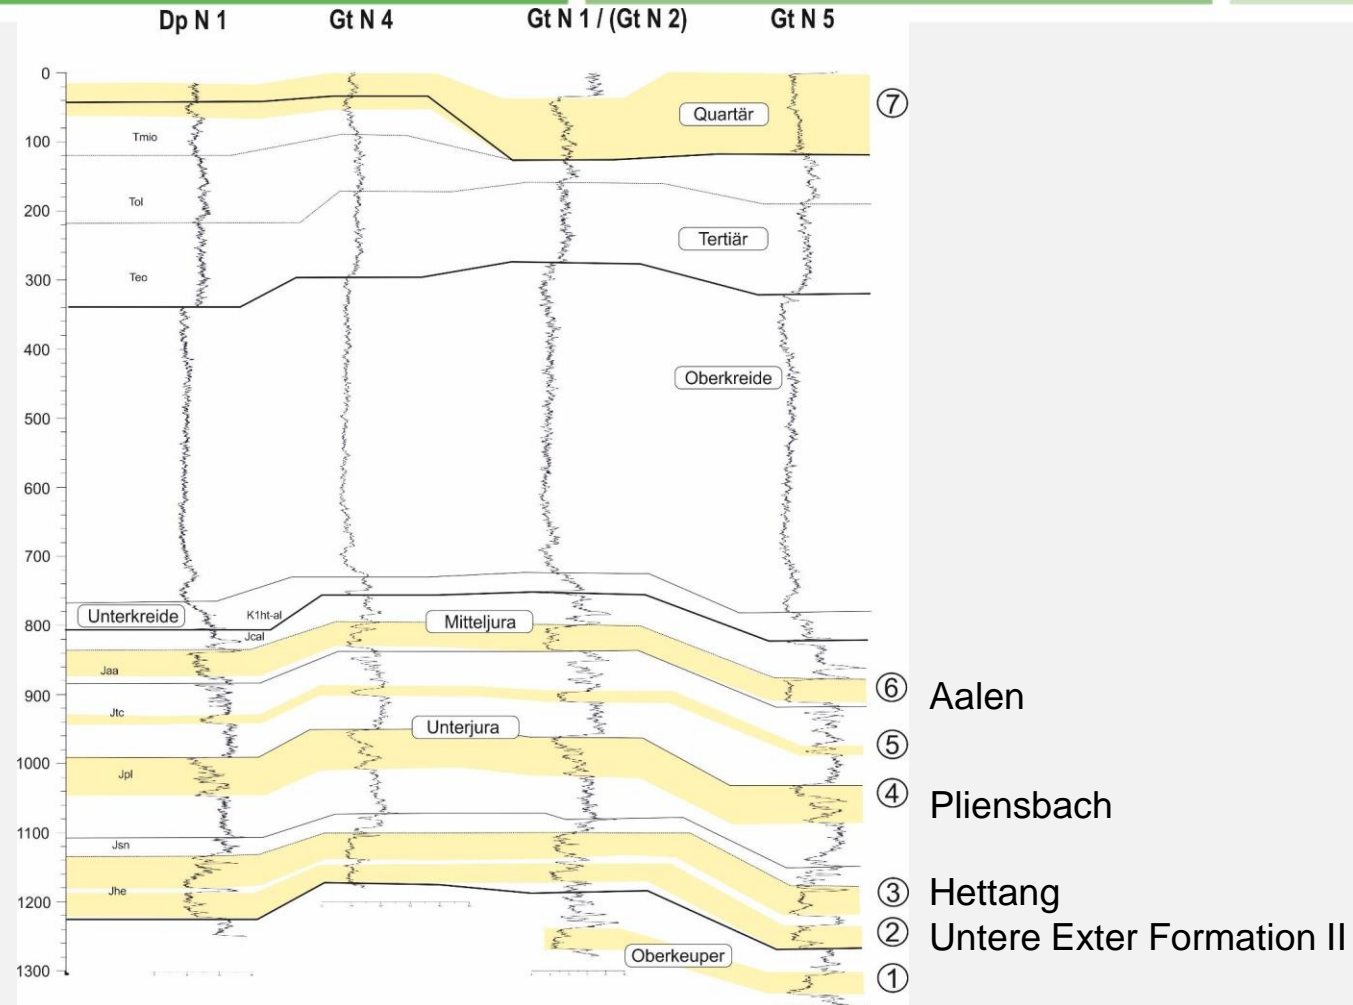 Dp N 1 Gt N 4 Gt N 1 / (Gt N 2) Gt N 5
0
⑦
Quartär
100
Tmio
200
Tol
Tertiär
300
Teo
400
Oberkreide
500
600
700
Unterkreide
K1ht-al
Mitteljura
800
Jcal
Jaa
900
⑥ Aalen
Jtc
Unterjura
⑤
1000
Jpl
④ Pliensbach
1100
Jsn
Jhe
③ Hettang
1200
② Untere Exter Formation II
Oberkeuper
1300
①